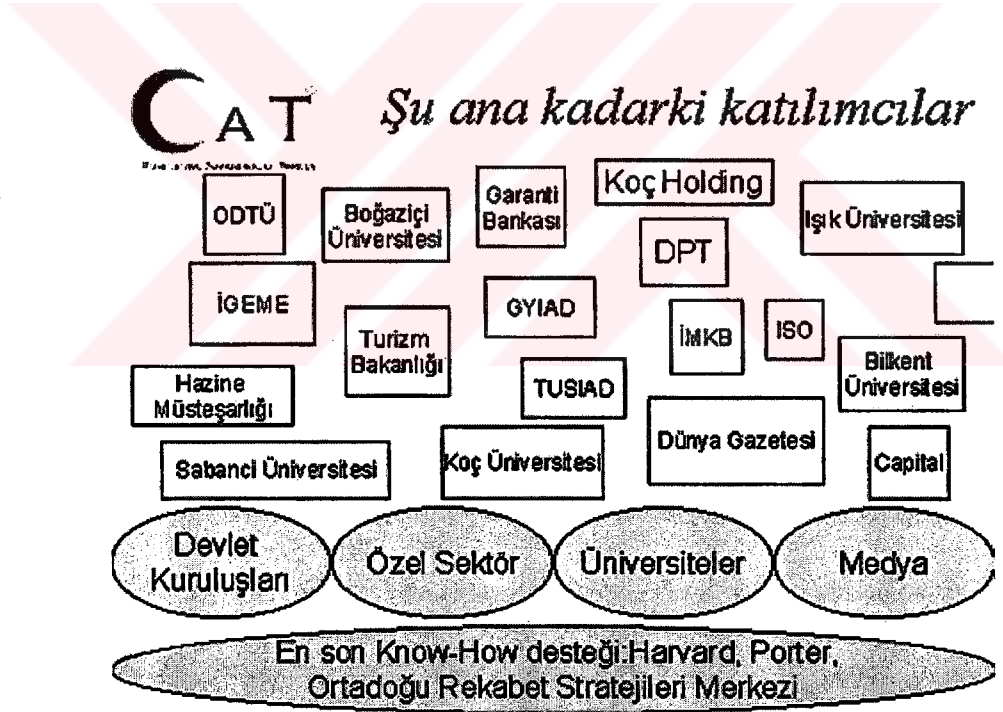 CAT
Şu ana kadarki katılımcılar
ODTÜ
Boğaziçi
Üniversitesi
Garanti
Bankası
Koç Holding
Işık Üniversitesi
DPT
İGEME
GYIAD
Turizm
Bakanlığı
İMKB
ISO
Hazine
Müsteşarlığı
TUSIAD
Bilkent
Üniversitesi
Sabanci Üniversitesi
Koç Üniversitesi
Dünya Gazetesi
Capital
Devlet
Kuruluşları
Özel Sektör
Üniversiteler
Medya
En son Know-How desteği:Harvard, Porter,
Ortadoğu Rekabet Stratejileri Merkezi